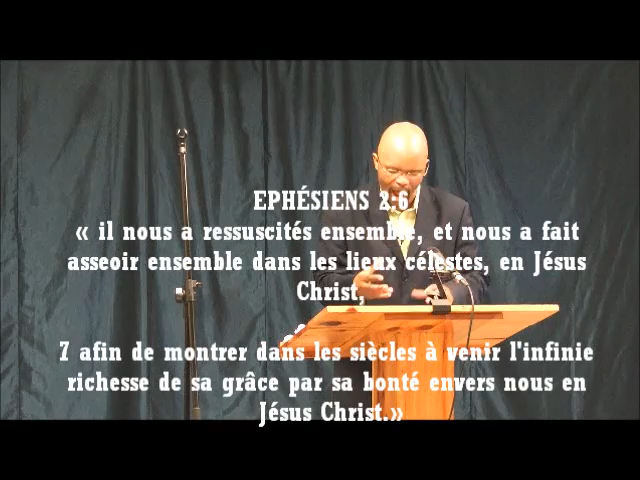 EPHÉSIENS 2:6
« il nous a ressuscités ensemble, et nous a fait
asseoir ensemble dans les lieux célestes, en Jésus
Christ,
7 afin de montrer dans les siècles à venir l'infinie
richesse de sa grâce par sa bonté envers nous en
Jésus Christ.»